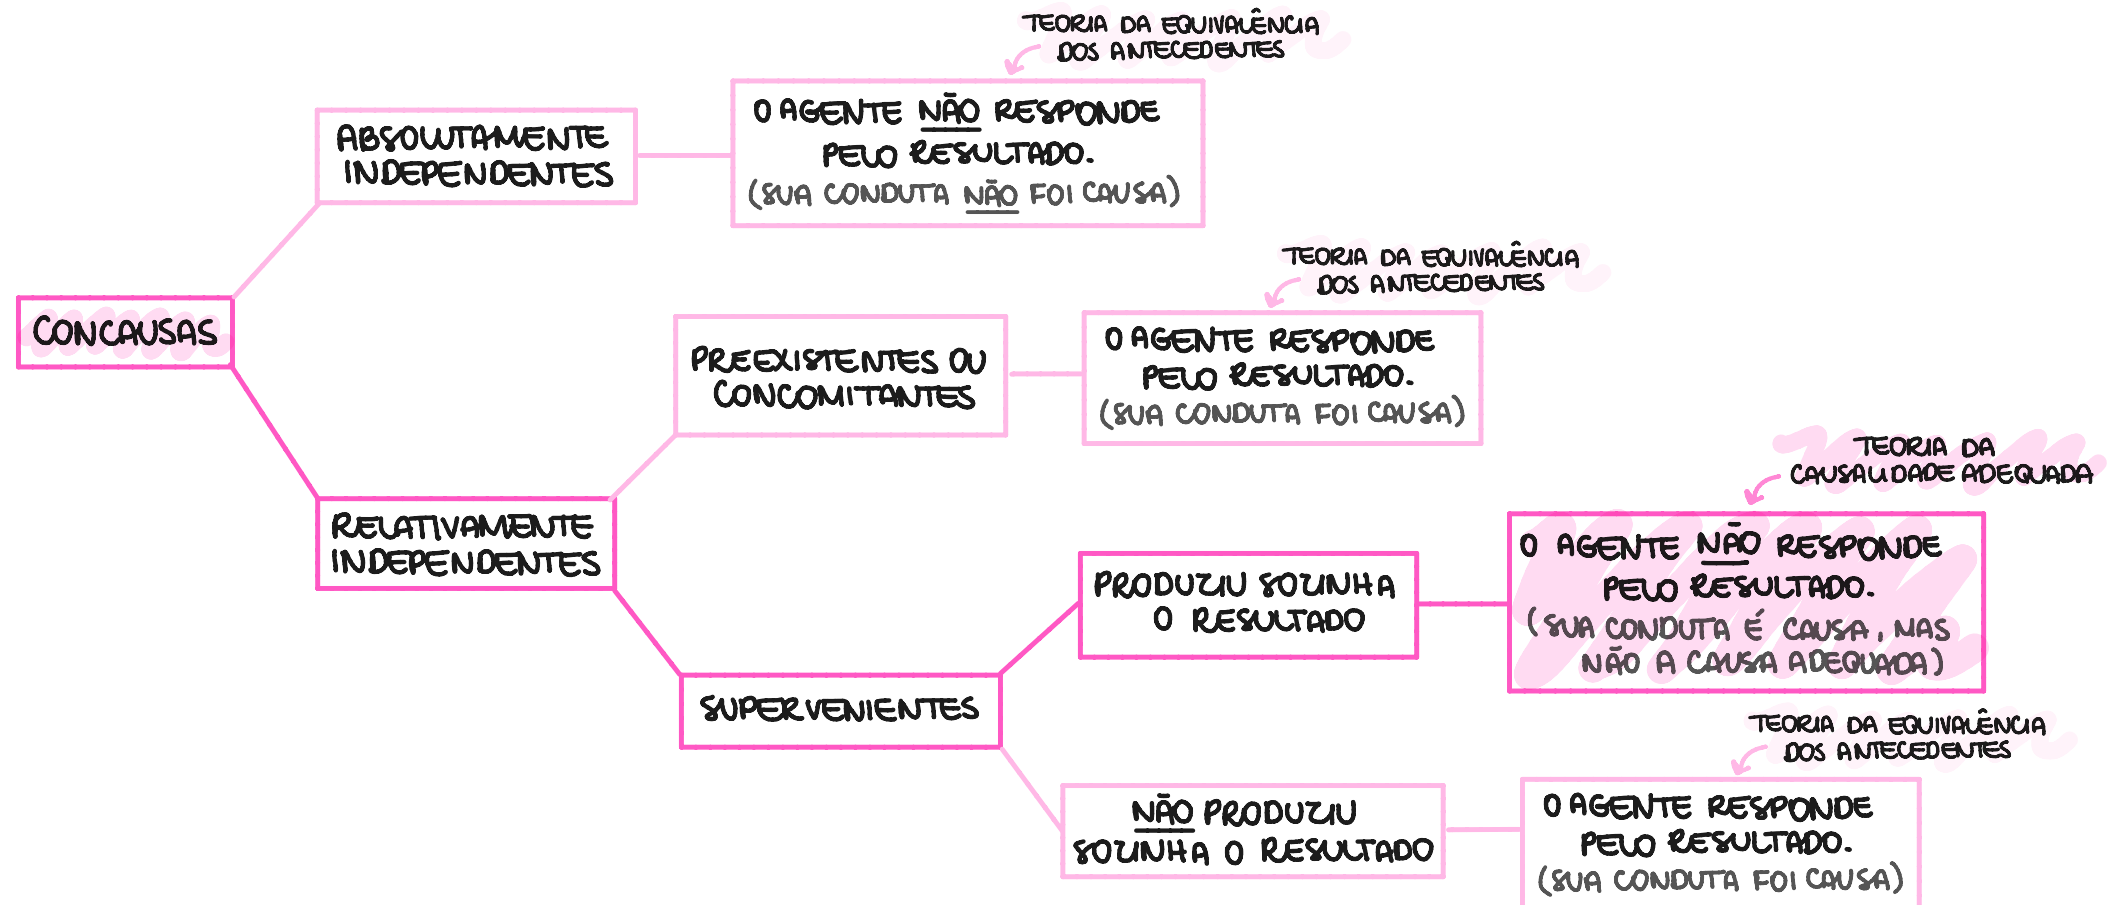 TEORIA DA EQUIVALÊNCIA
DOS ANTECEDENTES
ABSOLUTAMENTE
INDEPENDENTES
O AGENTE NÃO RESPONDE
PELO RESULTADO.
(SUA CONDUTA NÃO FOI CAUSA)
CONCAUSAS
TEORIA DA EQUIVALÊNCIA
DOS ANTECEDENTES
PREEXISTENTES OU
CONCOMITANTES
O AGENTE RESPONDE
PELO RESULTADO.
(SUA CONDUTA FOI CAUSA)
RELATIVAMENTE
INDEPENDENTES
TEORIA DA
CAUSALIDADE ADEQUADA
PRODUZIU SOZINHA
O RESULTADO
O AGENTE NÃO RESPONDE
PELO RESULTADO.
(SUA CONDUTA É CAUSA, MAS
NÃO A CAUSA ADEQUADA)
SUPERVENIENTES
TEORIA DA EQUIVALÊNCIA
DOS ANTECEDENTES
NÃO PRODUZIU
SOZINHA O RESULTADO
O AGENTE RESPONDE
PELO RESULTADO.
(SUA CONDUTA FOI CAUSA)